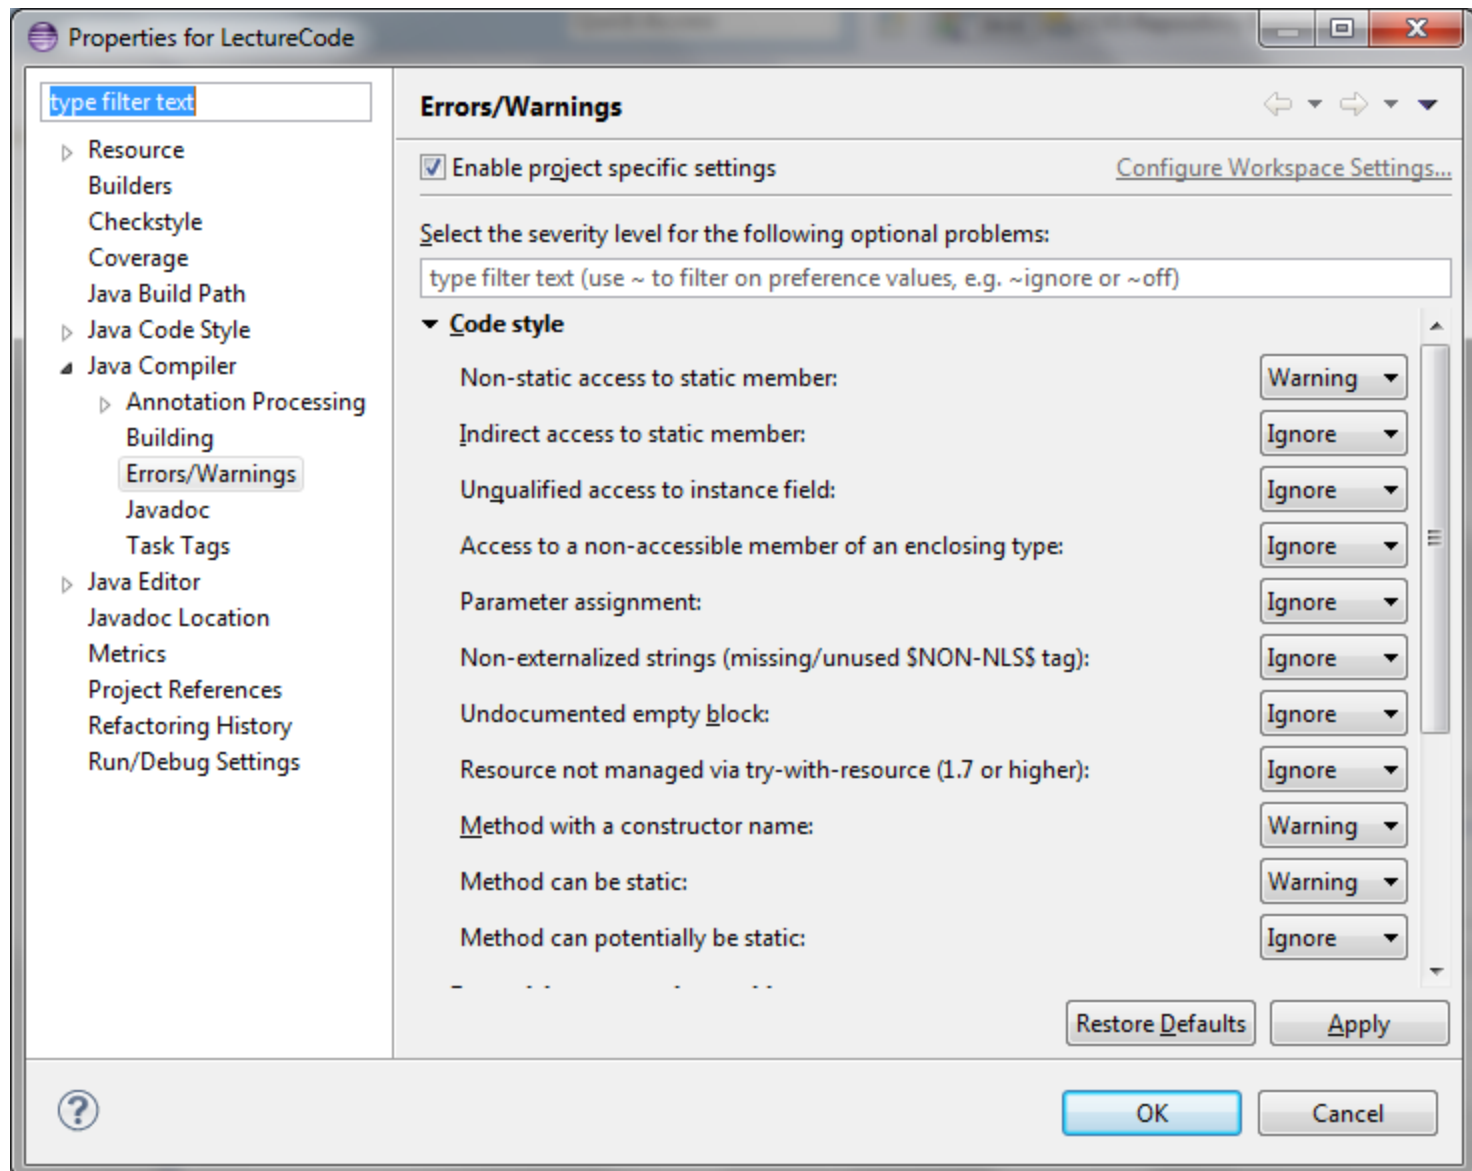 Properties for LectureCode
type filter text
Resource
Builders
Checkstyle
Coverage
Java Build Path
Java Code Style
Java Compiler
Annotation Processing
Building
Errors/Warnings
Javadoc
Task Tags
Java Editor
Javadoc Location
Metrics
Project References
Refactoring History
Run/Debug Settings
Errors/Warnings
Enable project specific settings Configure Workspace Settings...
Select the severity level for the following optional problems:
type filter text (use ~ to filter on preference values, e.g. ~ignore or ~off)
Code style
Non-static access to static member: Warning
Indirect access to static member: Ignore
Unqualified access to instance field: Ignore
Access to a non-accessible member of an enclosing type: Ignore
Parameter assignment: Ignore
Non-externalized strings (missing/unused $NON-NLS$ tag): Ignore
Undocumented empty block: Ignore
Resource not managed via try-with-resource (1.7 or higher): Ignore
Method with a constructor name: Warning
Method can be static: Warning
Method can potentially be static: Ignore
Restore Defaults Apply
OK Cancel